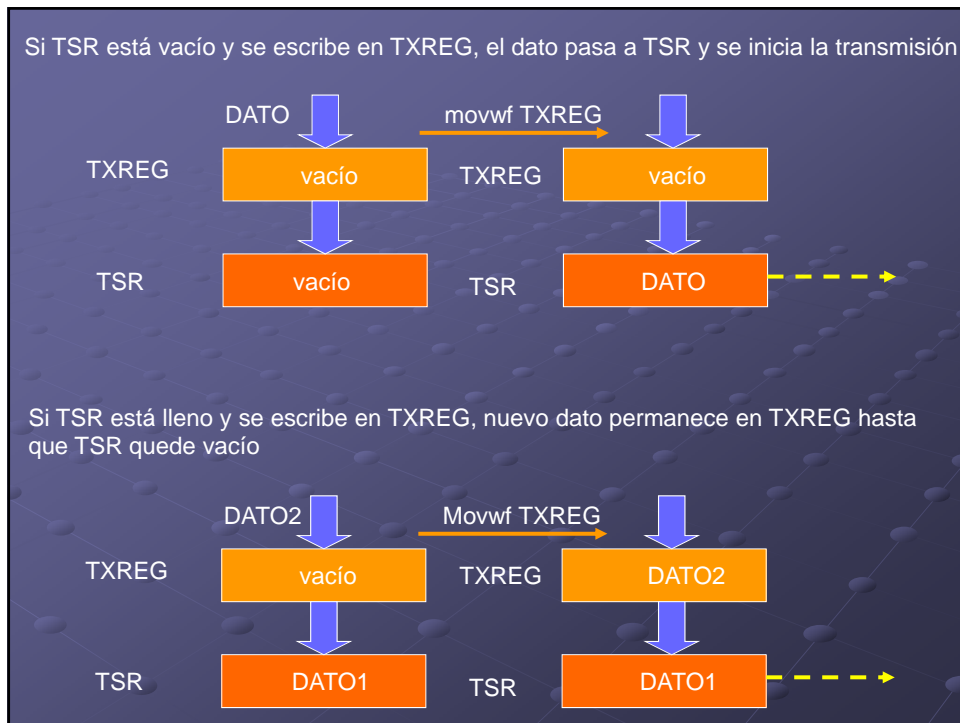 Si TSR está vacío y se escribe en TXREG, el dato pasa a TSR y se inicia la transmisión
DATO
movwf TXREG
TXREG
vacío
TXREG
vacío
TSR
vacío
TSR
DATO
Si TSR está lleno y se escribe en TXREG, nuevo dato permanece en TXREG hasta
que TSR quede vacío
DATO2
Movwf TXREG
TXREG
vacío
TXREG
DATO2
TSR
DATO1
TSR
DATO1